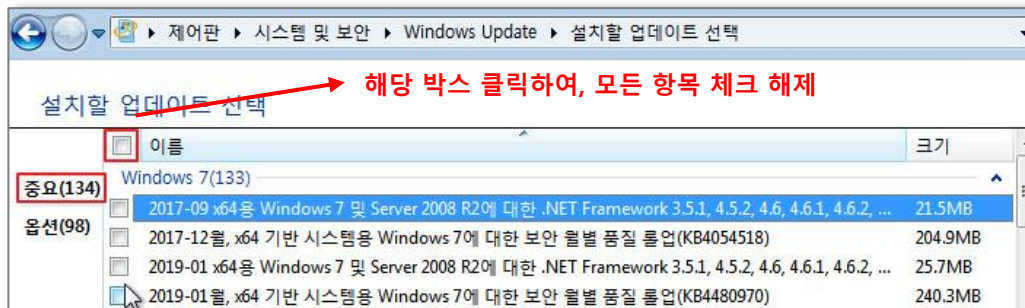 제어판 ▸ 시스템 및 보안 ▸ Windows Update ▸ 설치할 업데이트 선택
해당 박스 클릭하여, 모든 항목 체크 해제
설치할 업데이트 선택
이름 크기
중요(134)
옵션(98)
Windows 7(133)
2017-09 x64용 Windows 7 및 Server 2008 R2에 대한 .NET Framework 3.5.1, 4.5.2, 4.6, 4.6.1, 4.6.2, ... 21.5MB
2017-12월, x64 기반 시스템용 Windows 7에 대한 보안 월별 품질 롤업(KB4054518) 204.9MB
2019-01 x64용 Windows 7 및 Server 2008 R2에 대한 .NET Framework 3.5.1, 4.5.2, 4.6, 4.6.1, 4.6.2, ... 25.7MB
2019-01월, x64 기반 시스템용 Windows 7에 대한 보안 월별 품질 롤업(KB4480970) 240.3MB